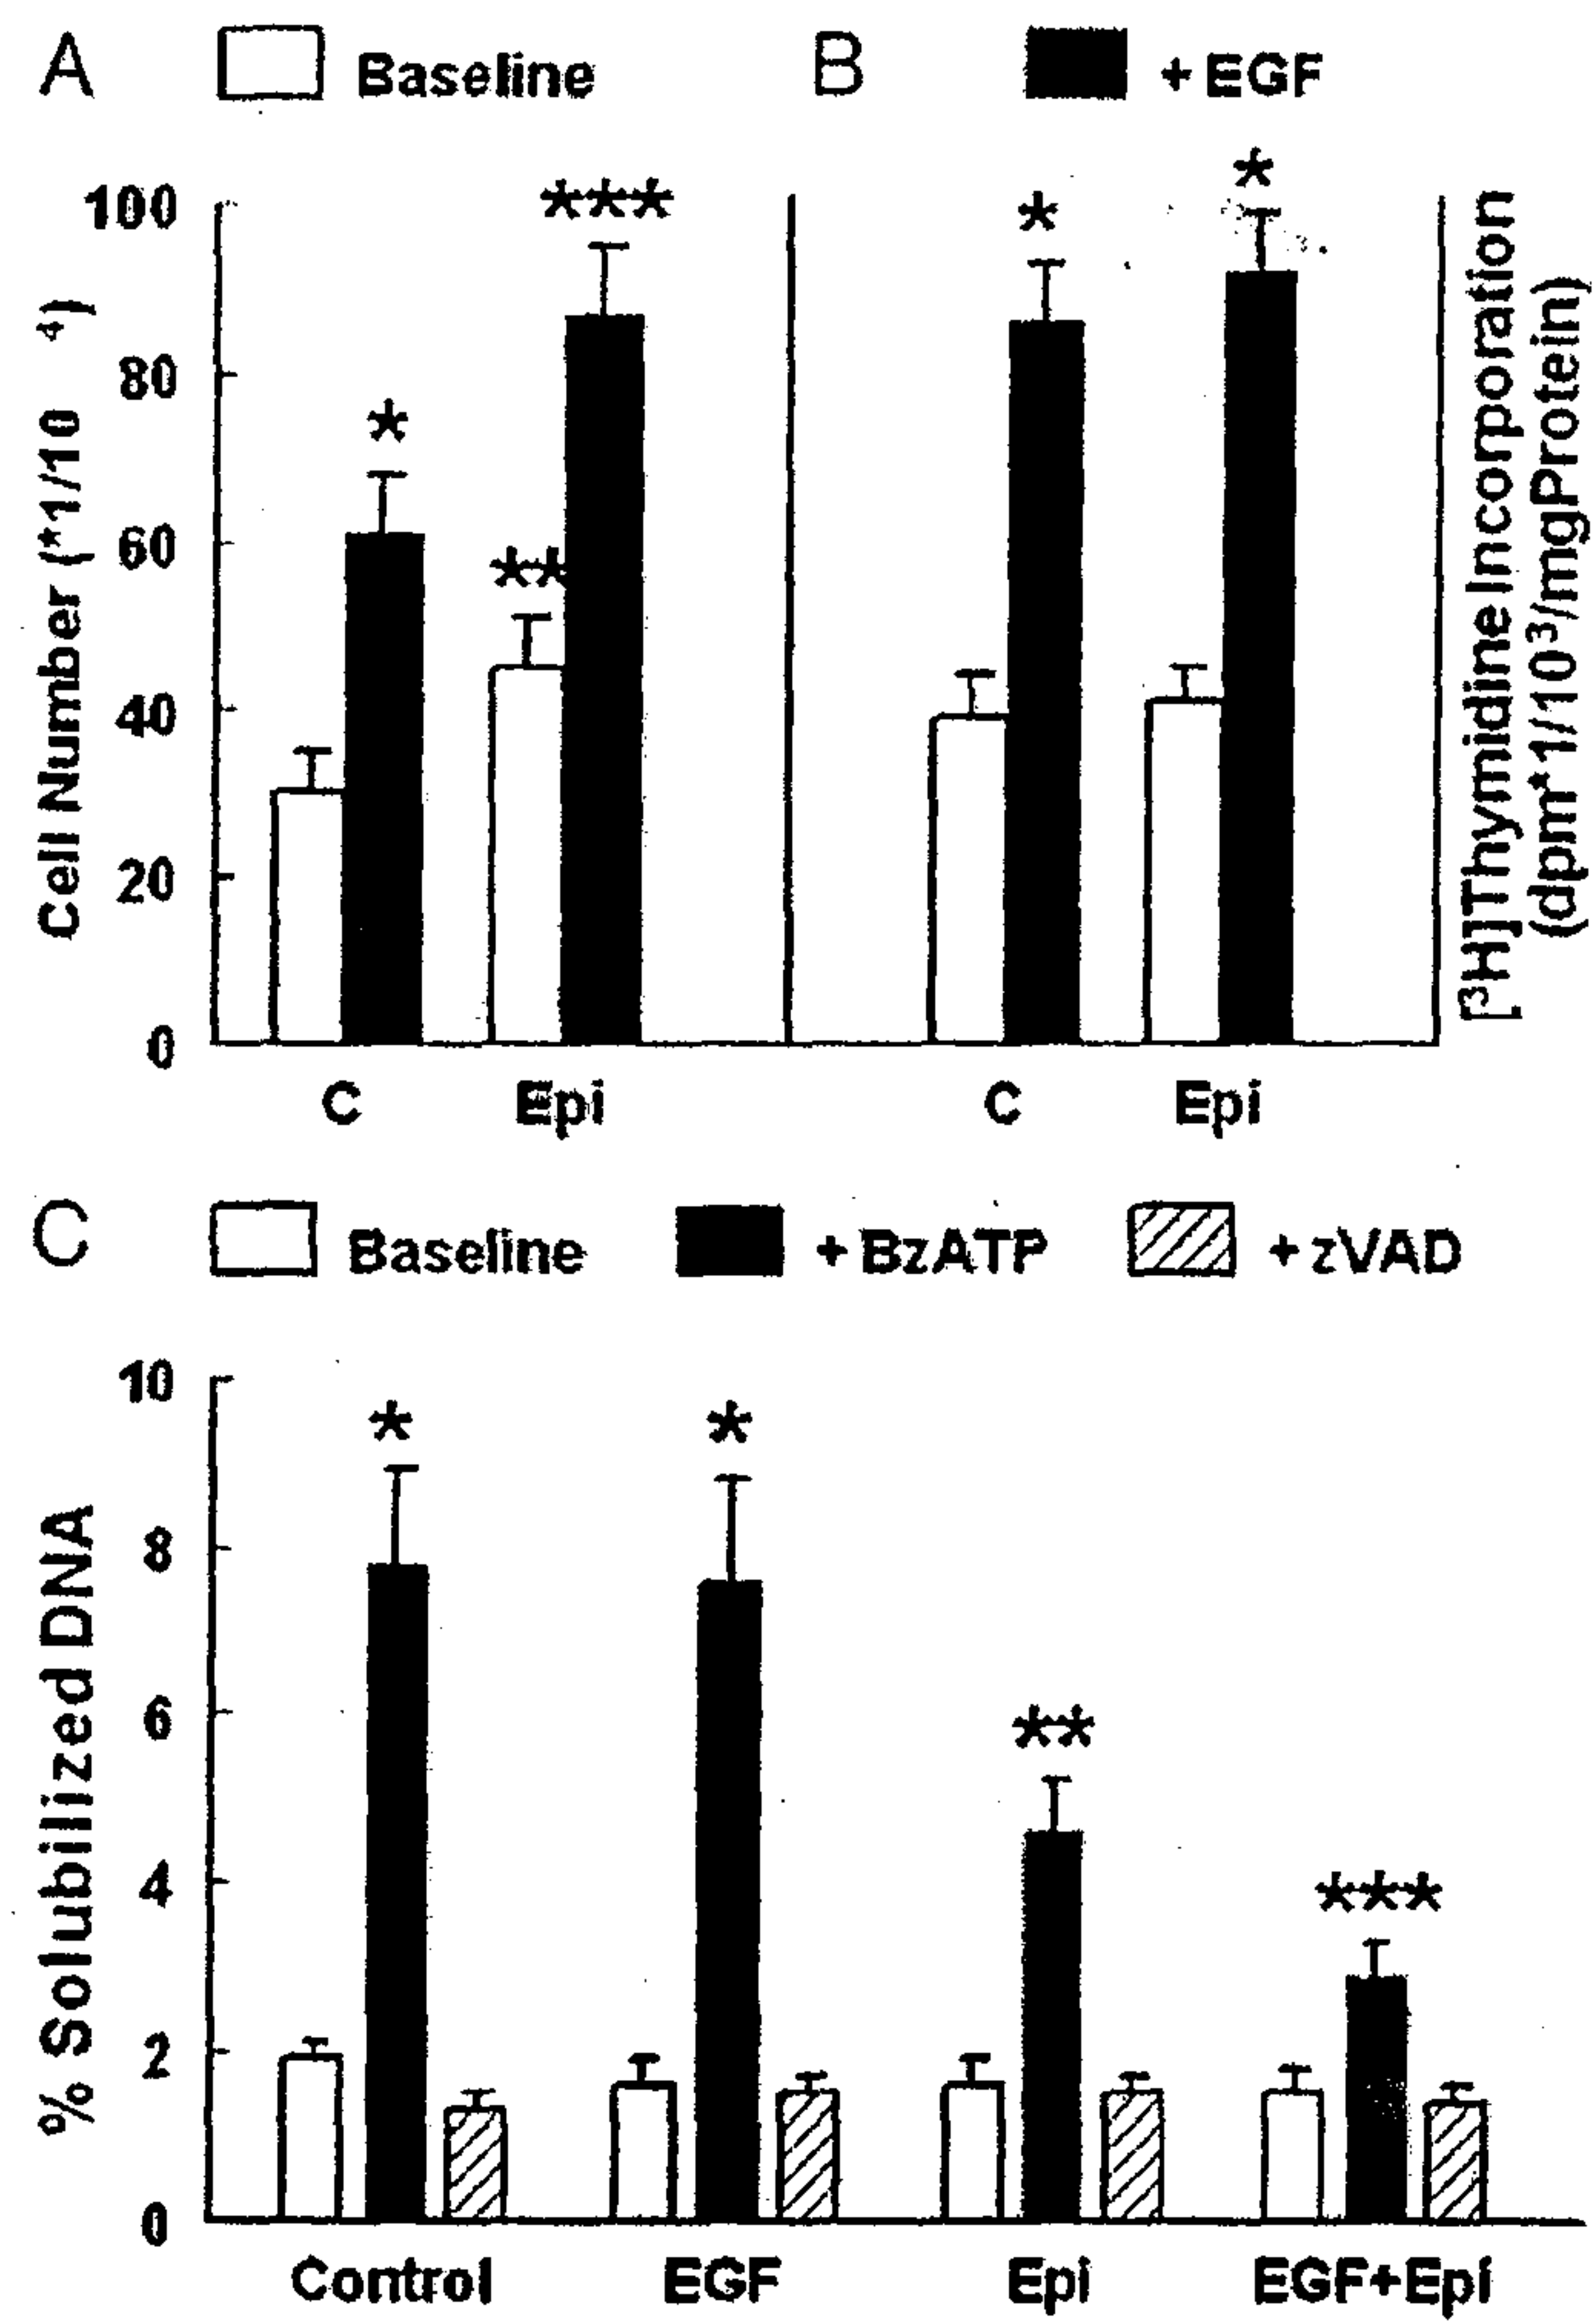 A Baseline B +EGF
100
80
60
40
20
0
Cell Number (*1/10 4)
*
**
***
*
*
[3H]Thymidine Incorporation
(dpm*1/10³/mgProtein)
C Epi C Epi
C Baseline +BzATP +zVAD
10
8
6
4
2
0
% Solubilized DNA
*
*
**
***
Control EGF Epi EGF+Epi